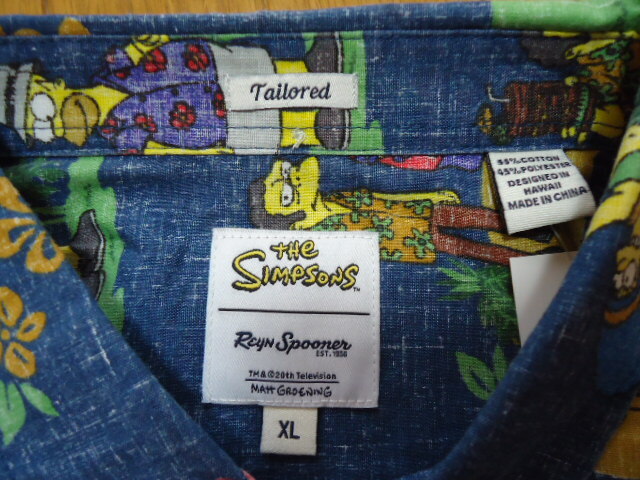 Tailored
55% COTTON
45% POLYESTER
DESIGNED IN
HAWAII
MADE IN CHINA
THE
SIMPSONS™
Reyn Spooner
EST. 1956
TM & © 20th Television
MATT GROENING
XL